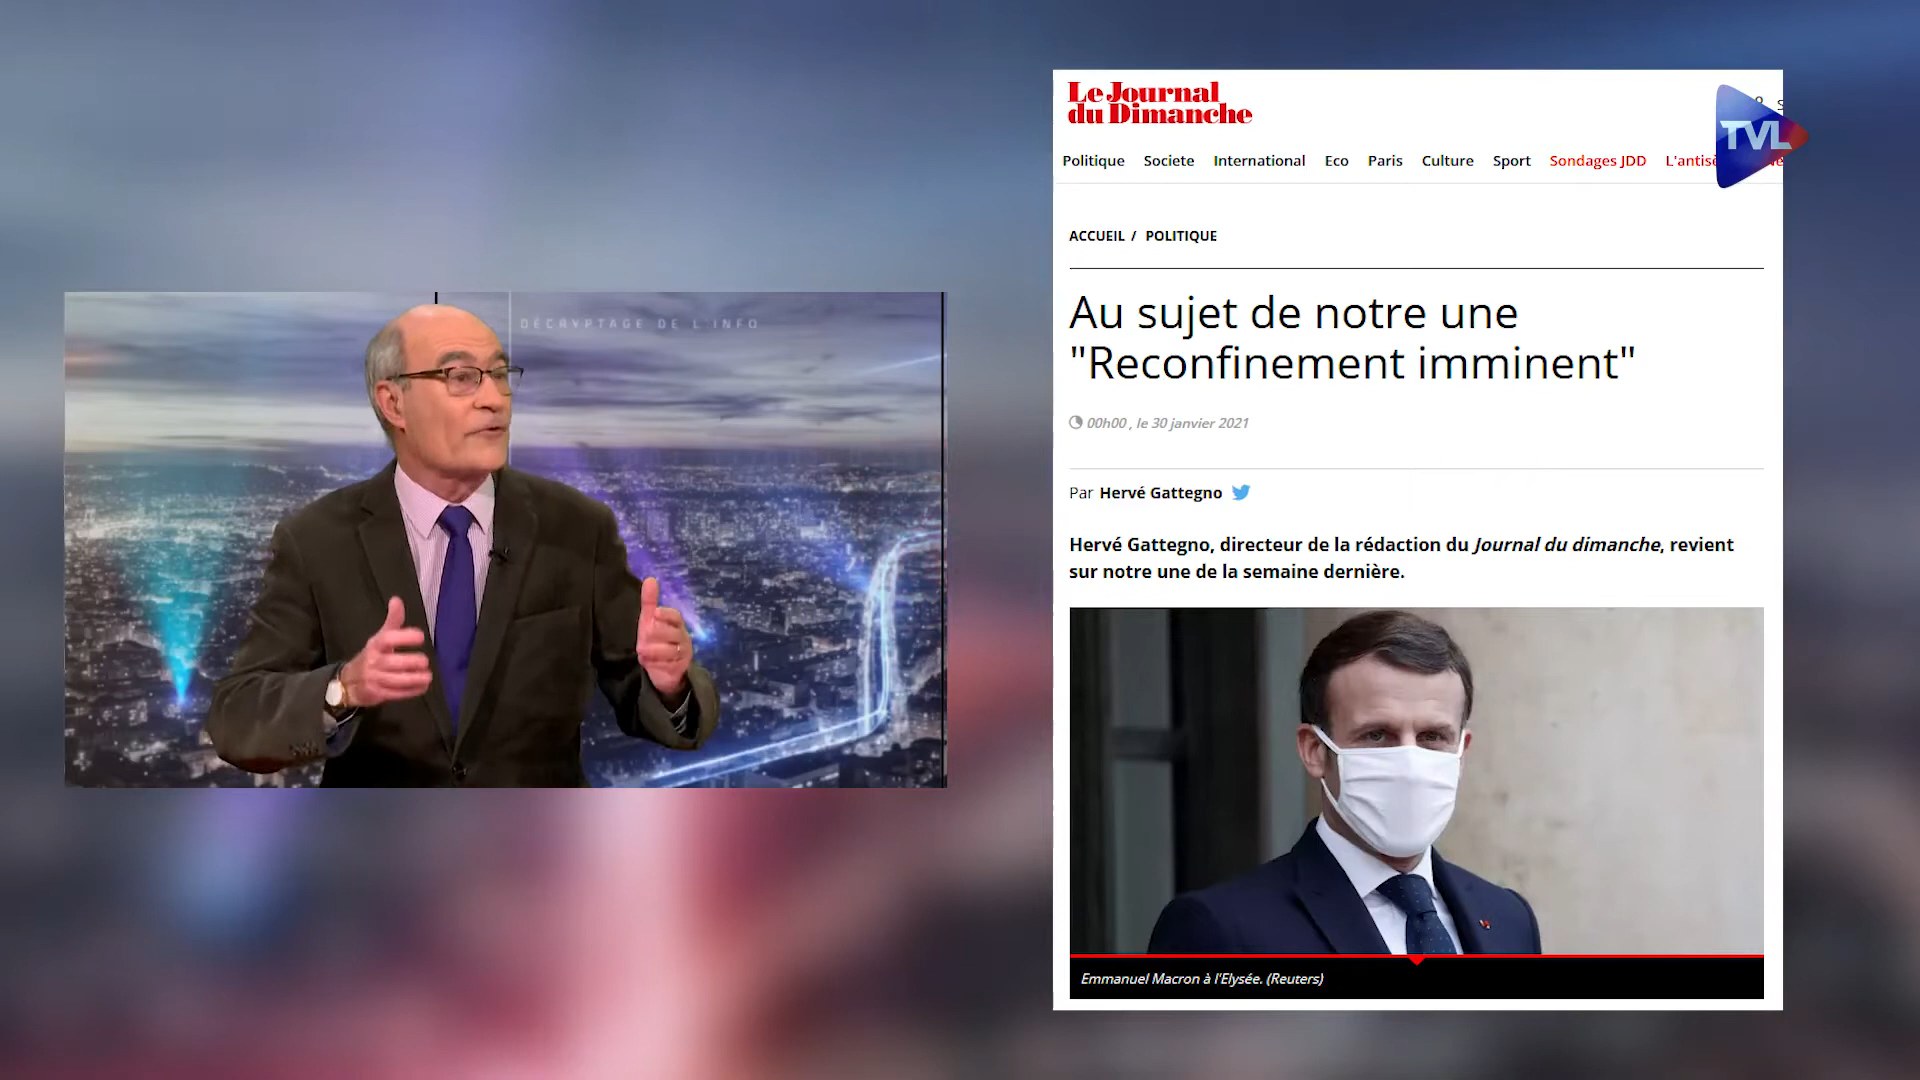 DÉCRYPTAGE DE L'INFO
Le Journal
du Dimanche
TVL
Politique Societe International Eco Paris Culture Sport Sondages JDD
ACCUEIL / POLITIQUE
Au sujet de notre une
"Reconfinement imminent"
00h00 , le 30 janvier 2021
Par Hervé Gattegno
Hervé Gattegno, directeur de la rédaction du Journal du dimanche, revient
sur notre une de la semaine dernière.
Emmanuel Macron à l'Elysée. (Reuters)